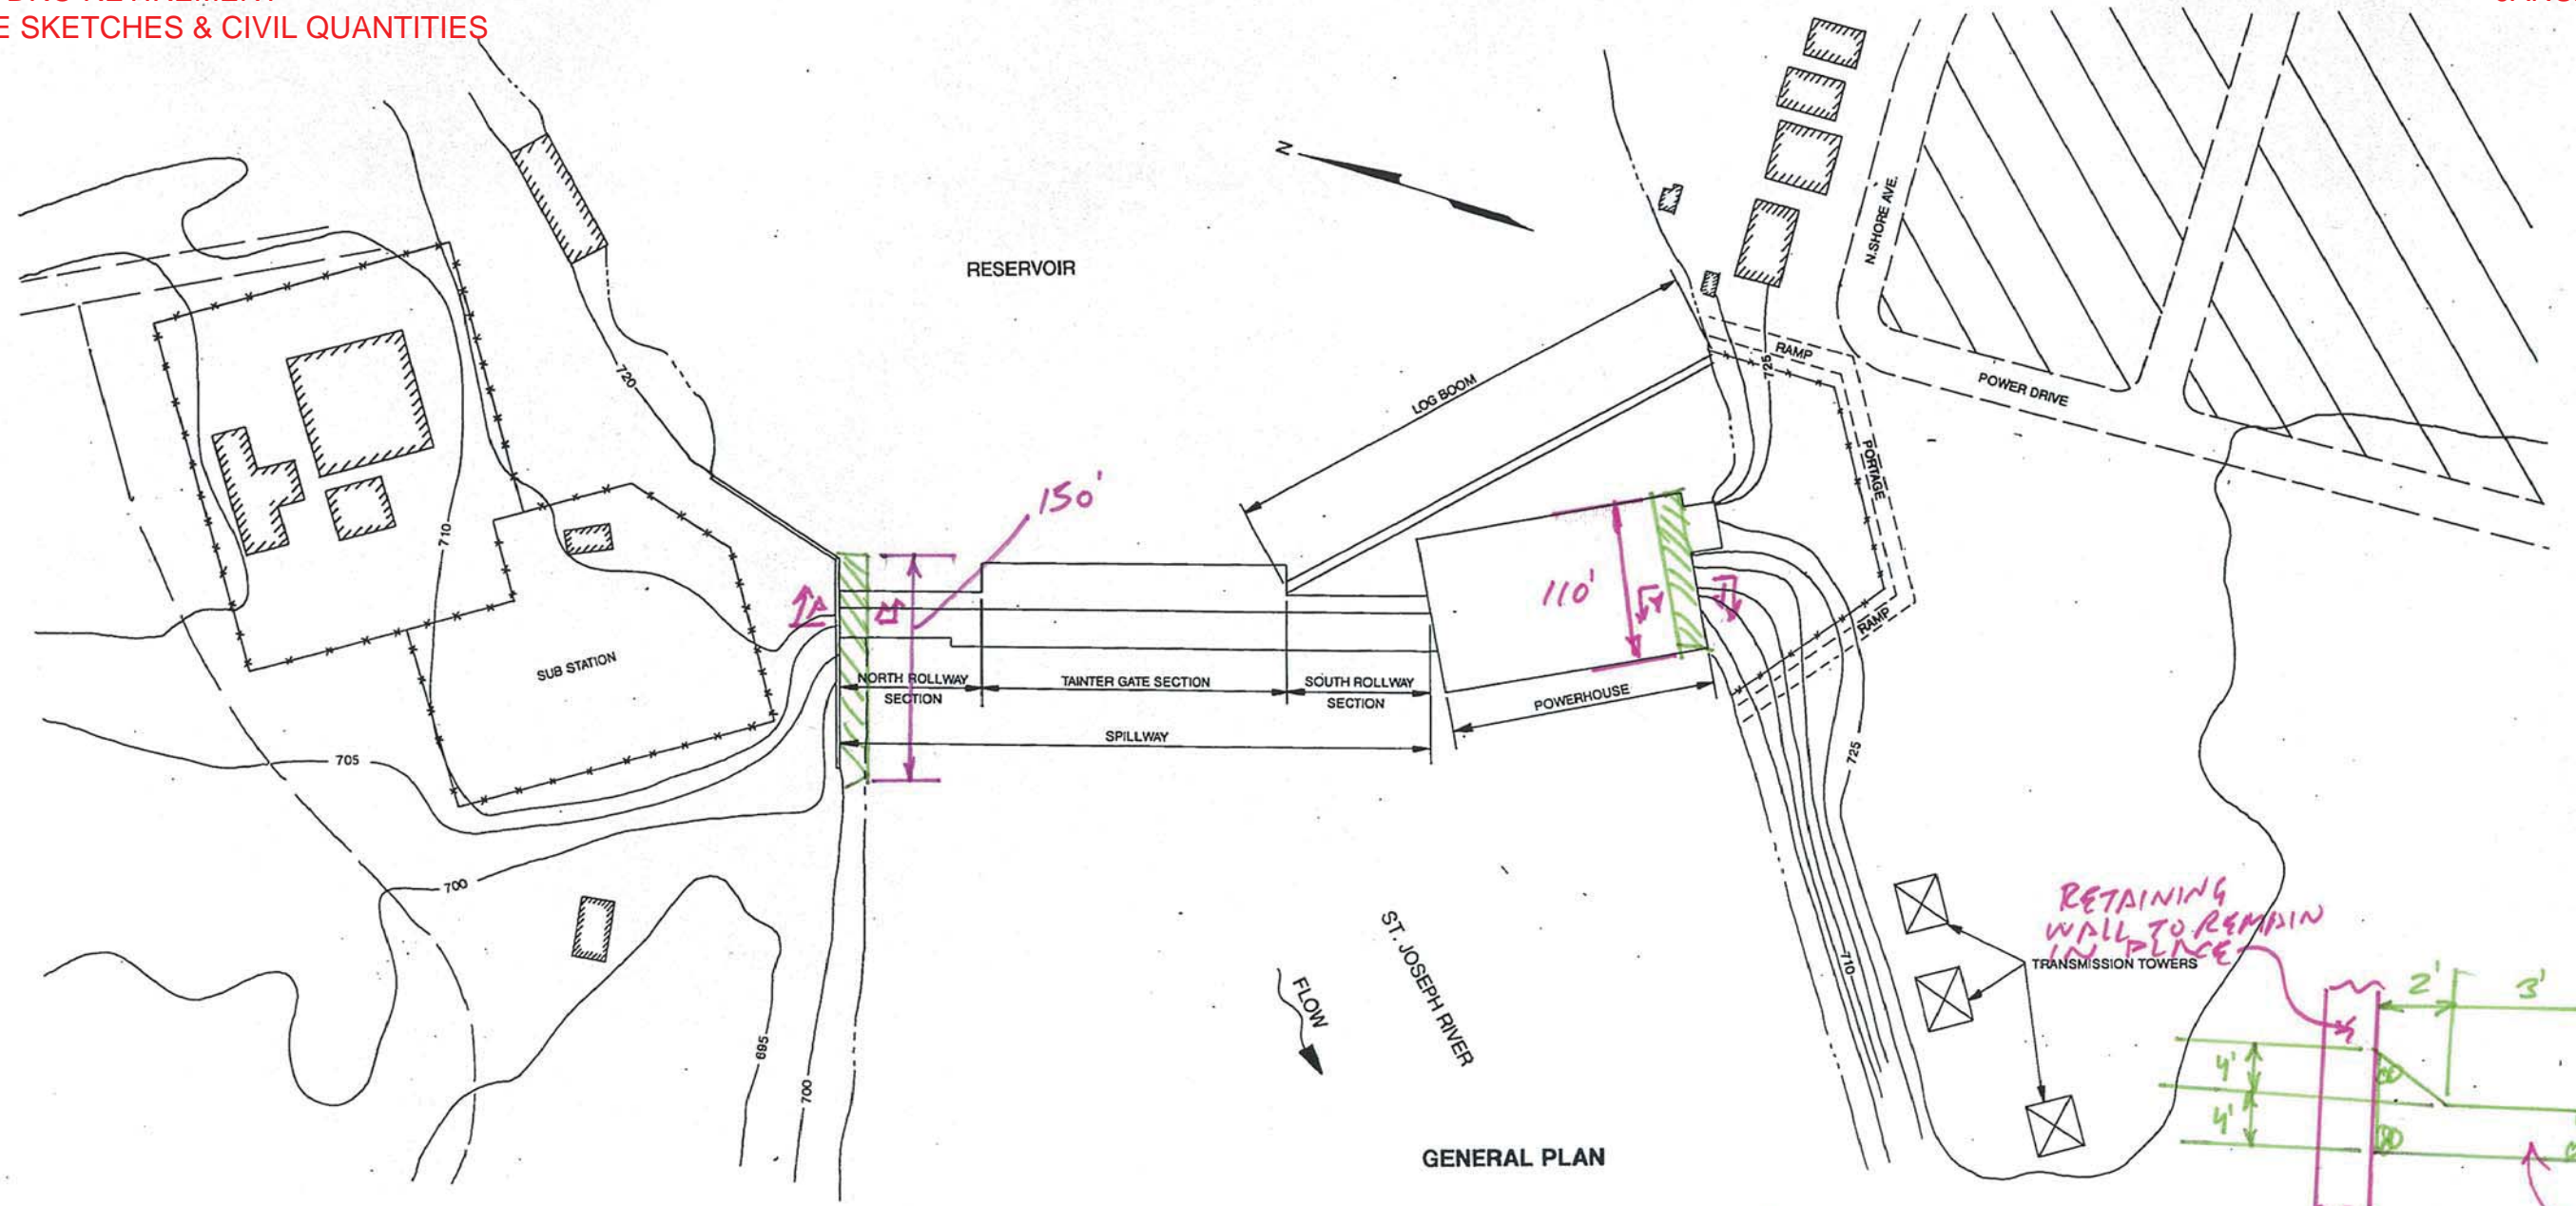 E SKETCHES & CIVIL QUANTITIES
N
RESERVOIR
N.SHORE AVE.
RAMP
725
POWER DRIVE
LOG BOOM
720
PORTAGE
710
150'
110'
RAMP
SUB STATION
NORTH ROLLWAY
SECTION
TAINTER GATE SECTION
SOUTH ROLLWAY
SECTION
POWERHOUSE
SPILLWAY
705
725
700
RETAINING
WALL TO REMAIN
IN PLACE
TRANSMISSION TOWERS
ST. JOSEPH RIVER
FLOW
710
2'
3'
695
700
4'
4'
GENERAL PLAN